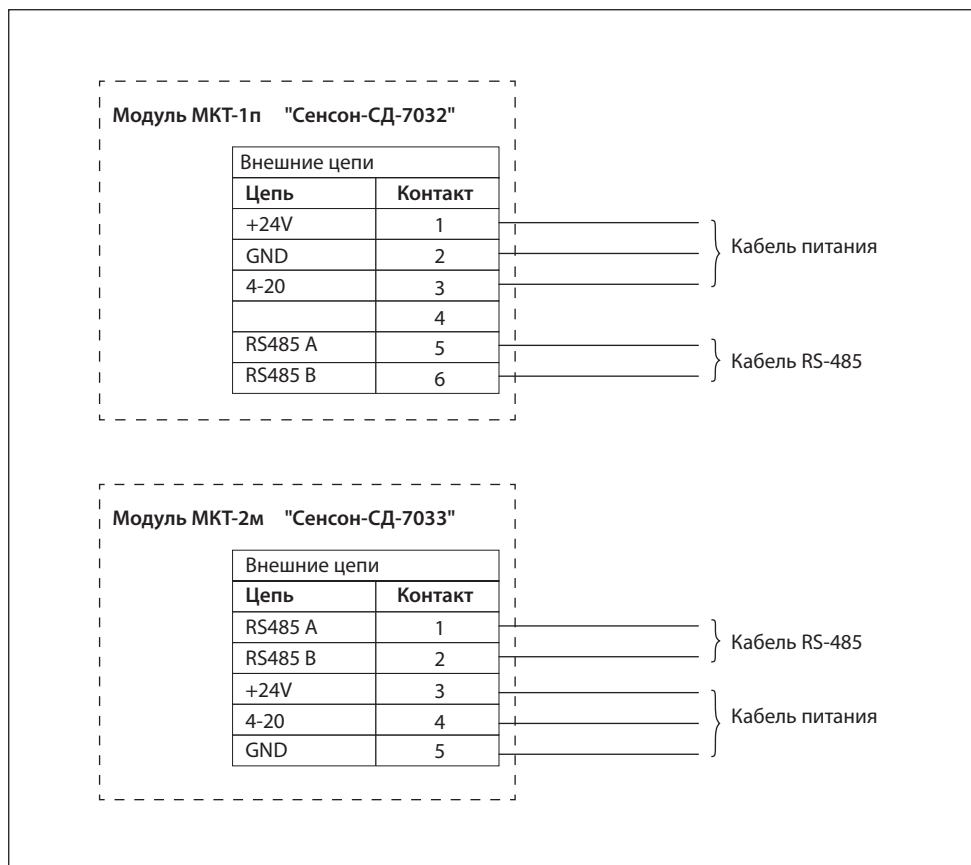 Модуль МКТ-1п "Сенсон-СД-7032"
Внешние цепи
Цепь Контакт
+24V 1
GND 2
4-20 3
4
RS485 A 5
RS485 B 6
Кабель питания
Кабель RS-485
Модуль МКТ-2м "Сенсон-СД-7033"
Внешние цепи
Цепь Контакт
RS485 A 1
RS485 B 2
+24V 3
4-20 4
GND 5
Кабель RS-485
Кабель питания